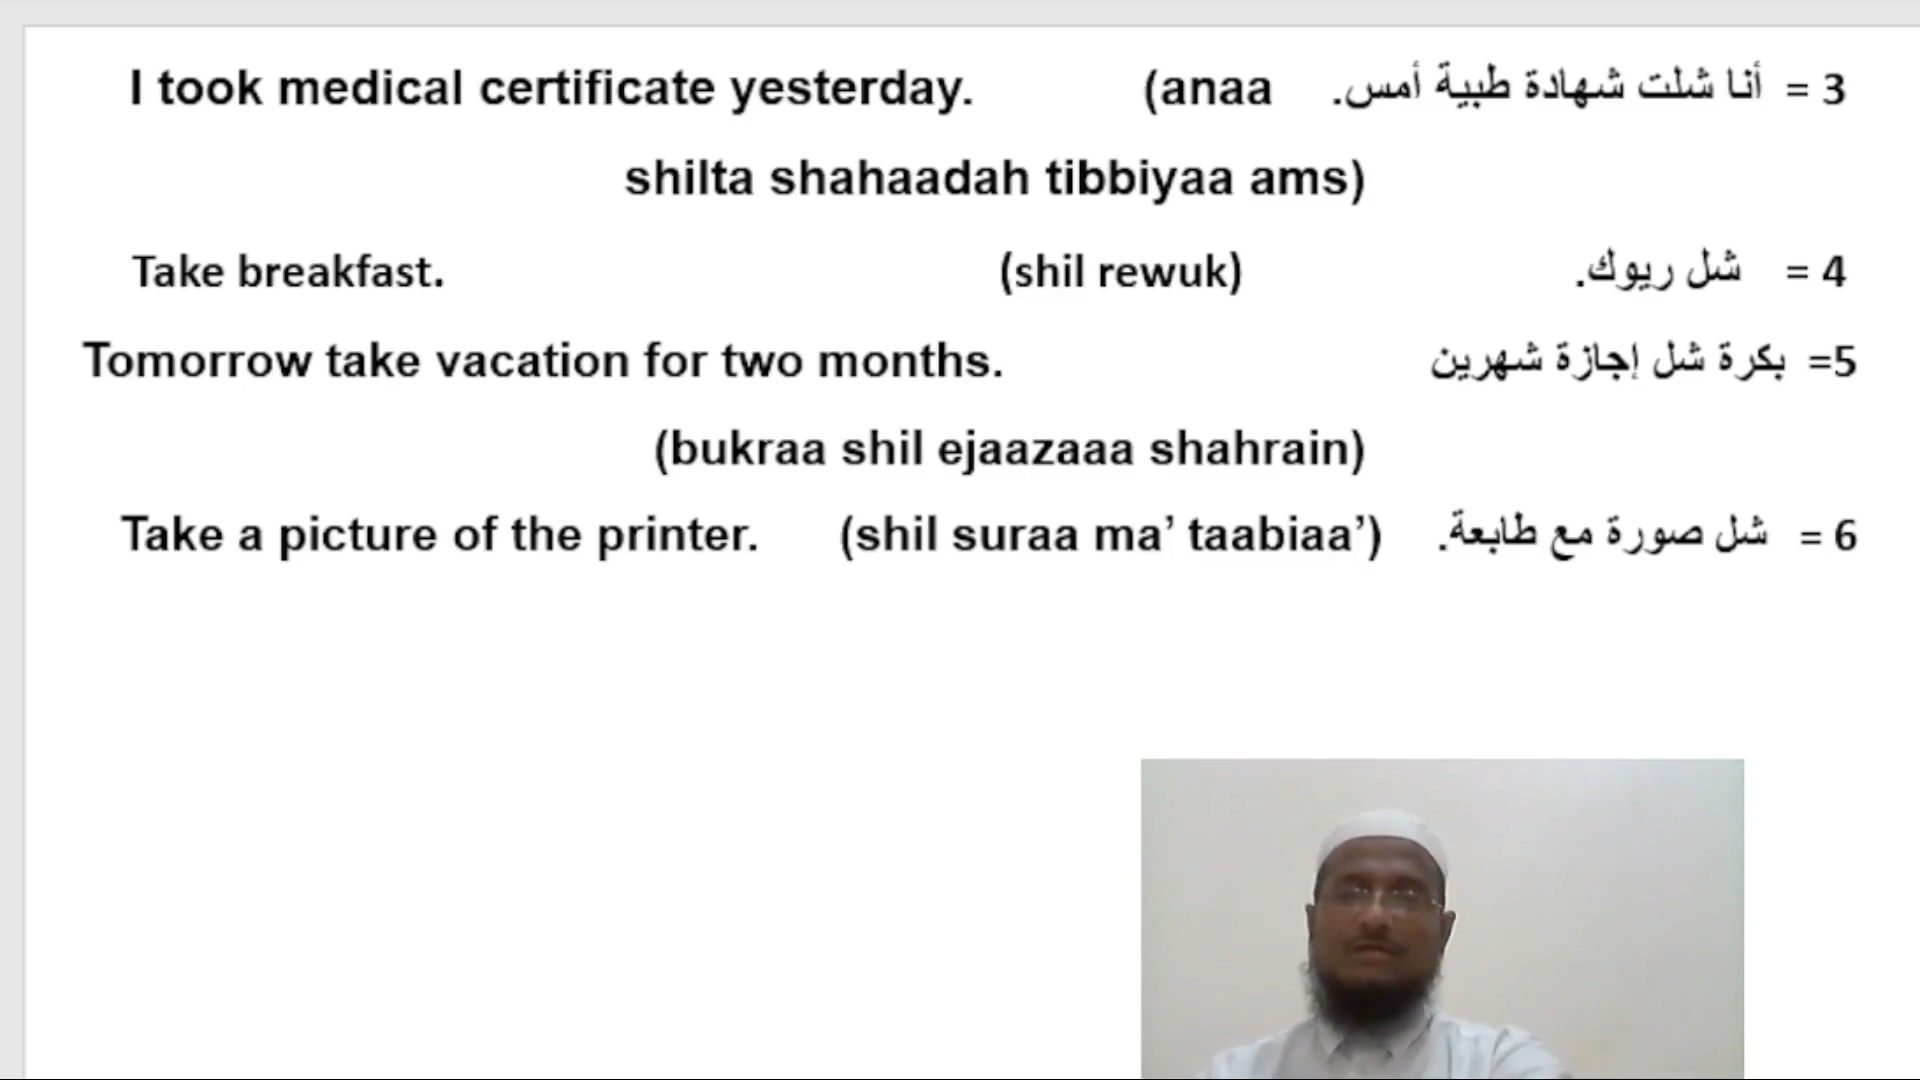 I took medical certificate yesterday. (anaa أنا شلت شهادة طبية أمس. = 3
shilta shahaadah tibbiyaa ams)
Take breakfast. (shil rewuk) شل ريوك. = 4
Tomorrow take vacation for two months. بكرة شل إجازة شهرين =5
(bukraa shil ejaazaaa shahrain)
Take a picture of the printer. (shil suraa ma’ taabiaa’) شل صورة مع طابعة. = 6